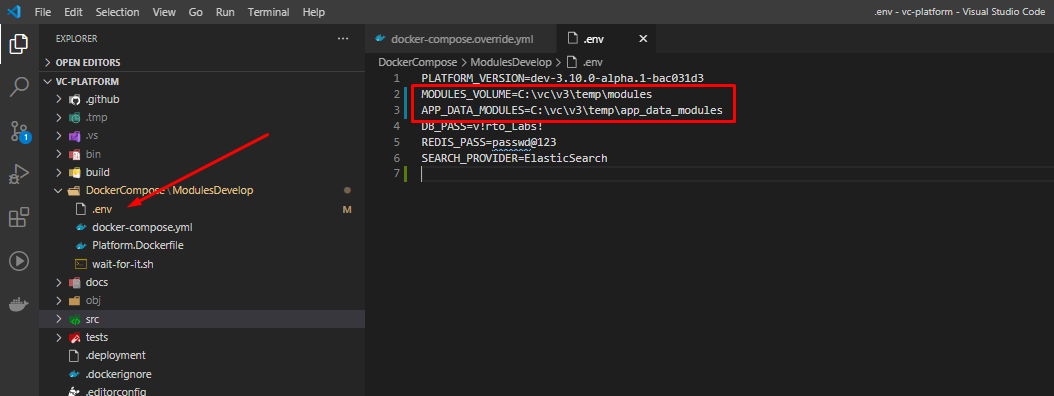 File Edit Selection View Go Run Terminal Help
.env - vc-platform - Visual Studio Code
EXPLORER
OPEN EDITORS
VC-PLATFORM
.github
.tmp
.vs
bin
build
DockerCompose \ ModulesDevelop
.env M
docker-compose.yml
Platform.Dockerfile
wait-for-it.sh
docs
obj
src
tests
.deployment
.dockerignore
.editorconfig
1
docker-compose.override.yml
.env
DockerCompose > ModulesDevelop > .env
1 PLATFORM_VERSION=dev-3.10.0-alpha.1-bac031d3
2 MODULES_VOLUME=C:\vc\v3\temp\modules
3 APP_DATA_MODULES=C:\vc\v3\temp\app_data_modules
4 DB_PASS=v!rto_Labs!
5 REDIS_PASS=passwd@123
6 SEARCH_PROVIDER=ElasticSearch
7